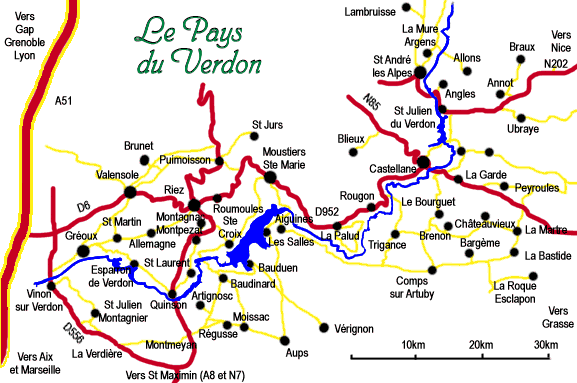 Le Pays
du Verdon
Vers
Gap
Grenoble
Lyon
A51
Lambruisse
La Mure
Argens
St André
les Alpes
Allons
Braux
Vers
Nice
N202
Annot
Angles
N85
St Julien
du Verdon
Ubraye
Blieux
Castellane
La Garde
Peyroules
St Jurs
Brunet
Puimoisson
Moustiers
Ste Marie
Valensole
Riez
D6
Roumoules
D952
Rougon
Le Bourguet
Châteauvieux
La Martre
St Martin
Montagnac
Montpezat
Ste
Croix
Aiguines
Les Salles
La Palud
Trigance
Brenon
Bargème
La Bastide
Gréoux
Allemagne
Esparron
de Verdon
St Laurent
Bauduen
Baudinard
Comps
sur Artuby
La Roque
Esclapon
Vinon
sur Verdon
St Julien
Montagnier
Quinson
Artignosc
Moissac
Régusse
Vérignon
Vers
Grasse
D556
La Verdière
Montmeyan
Aups
Vers Aix
et Marseille
Vers St Maximin (A8 et N7)
10km
20km
30km